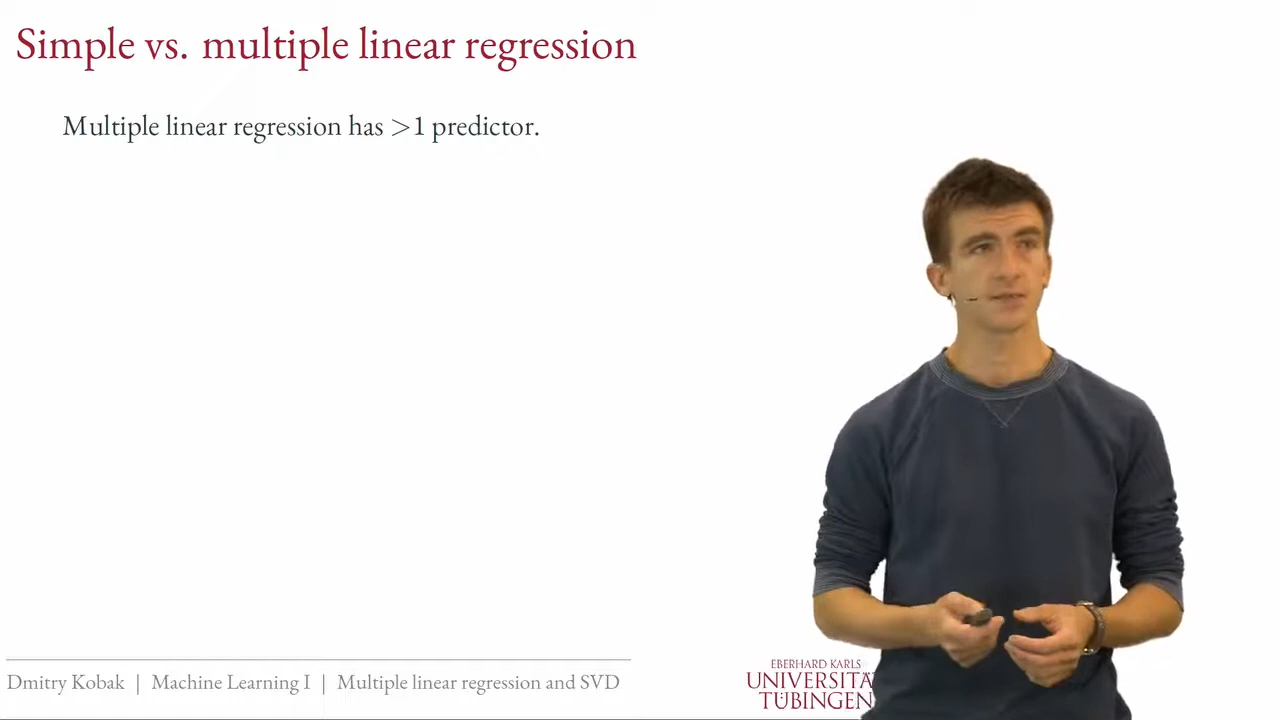 Simple vs. multiple linear regression
Multiple linear regression has >1 predictor.
Dmitry Kobak | Machine Learning I | Multiple linear regression and SVD
EBERHARD KARLS
UNIVERSITÄ
TÜBINGEN